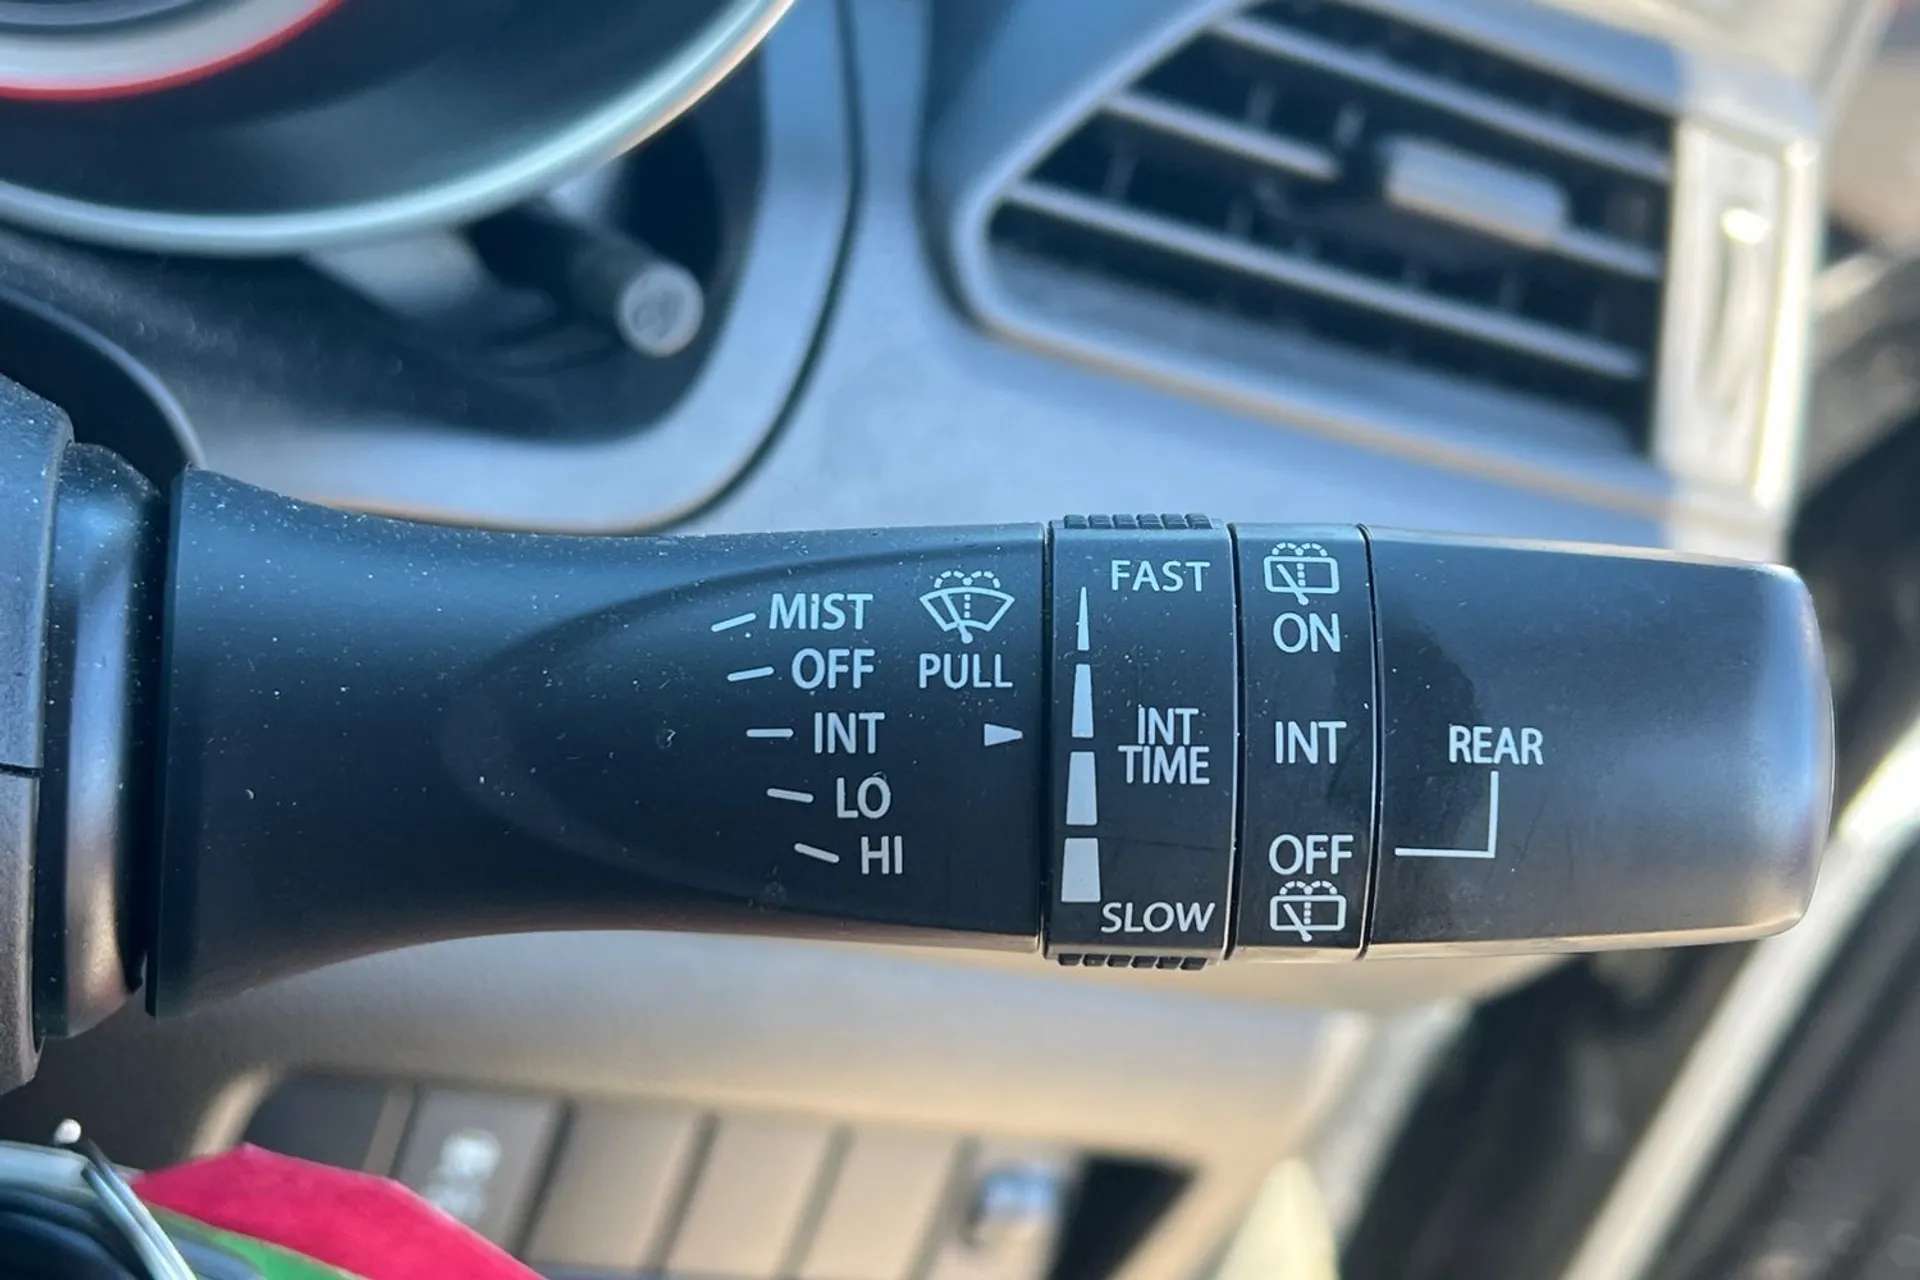 MIST
OFF
INT
LO
HI
PULL
FAST
INT
TIME
SLOW
ON
INT
OFF
REAR